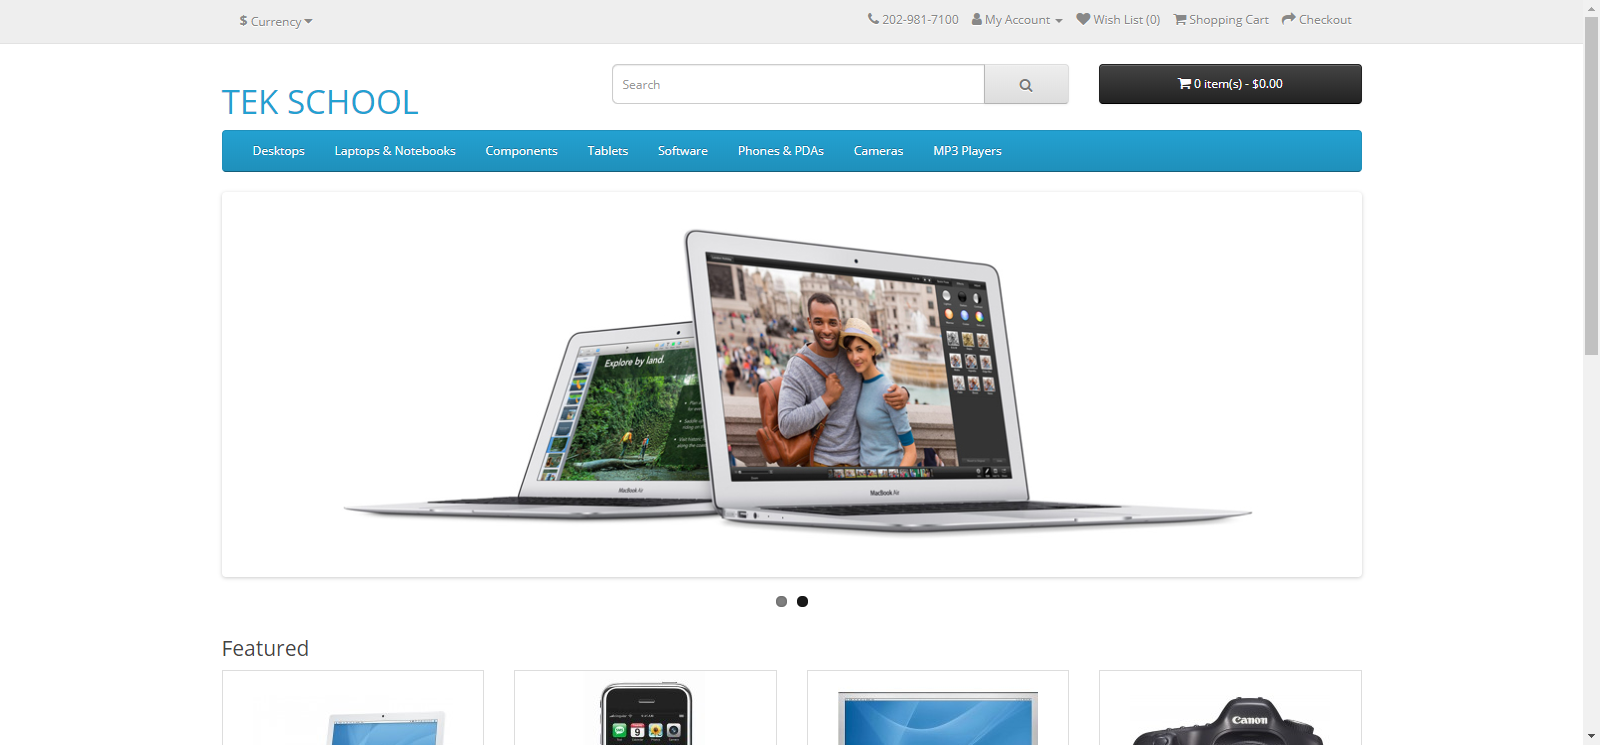 $ Currency
202-981-7100 My Account Wish List (0) Shopping Cart Checkout
TEK SCHOOL
Search
0 item(s) - $0.00
Desktops Laptops & Notebooks Components Tablets Software Phones & PDAs Cameras MP3 Players
Explore by land.
MacBook Air
MacBook Air
Featured
9
Canon